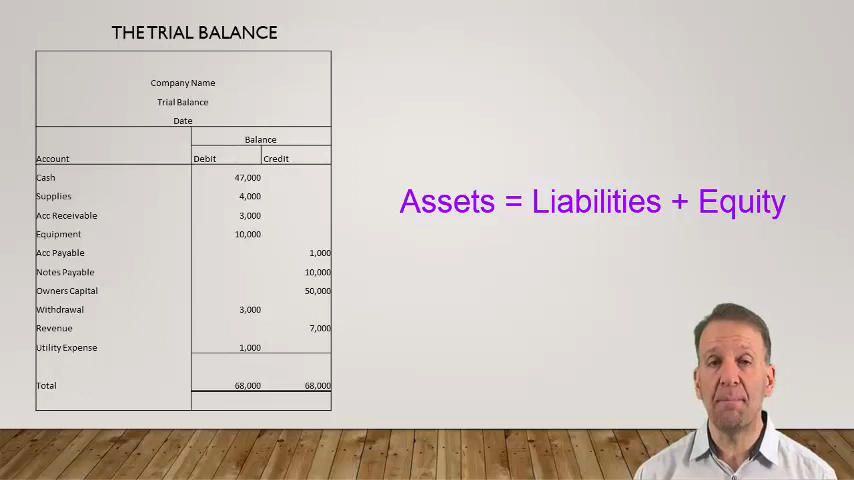 THE TRIAL BALANCE
Company Name
Trial Balance
Date
Balance
Account Debit Credit
Cash 47,000
Supplies 4,000
Acc Receivable 3,000
Equipment 10,000
Acc Payable 1,000
Notes Payable 10,000
Owners Capital 50,000
Withdrawal 3,000
Revenue 7,000
Utility Expense 1,000
Total 68,000 68,000
Assets = Liabilities + Equity